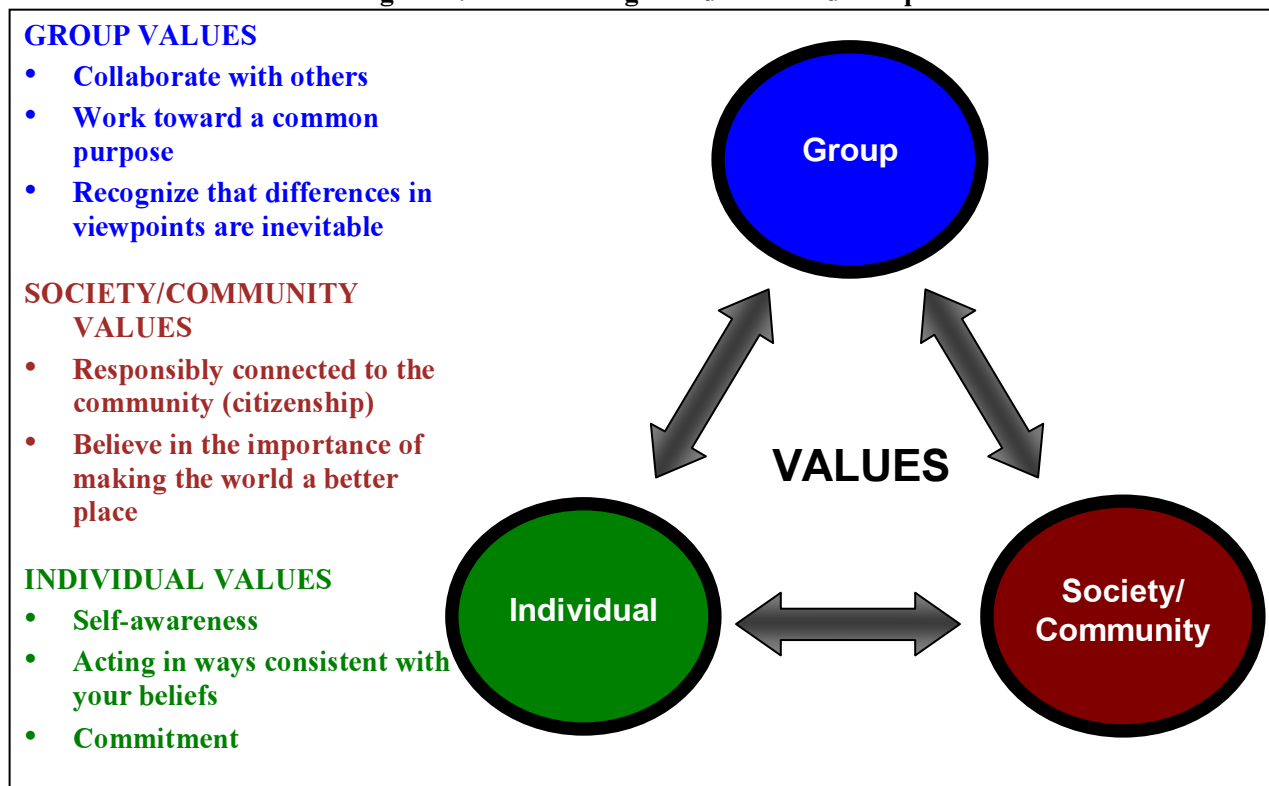 GROUP VALUES
• Collaborate with others
• Work toward a common
purpose
• Recognize that differences in
viewpoints are inevitable
SOCIETY/COMMUNITY
VALUES
• Responsibly connected to the
community (citizenship)
• Believe in the importance of
making the world a better
place
INDIVIDUAL VALUES
• Self-awareness
• Acting in ways consistent with
your beliefs
• Commitment
Group
VALUES
Individual
Society/
Community